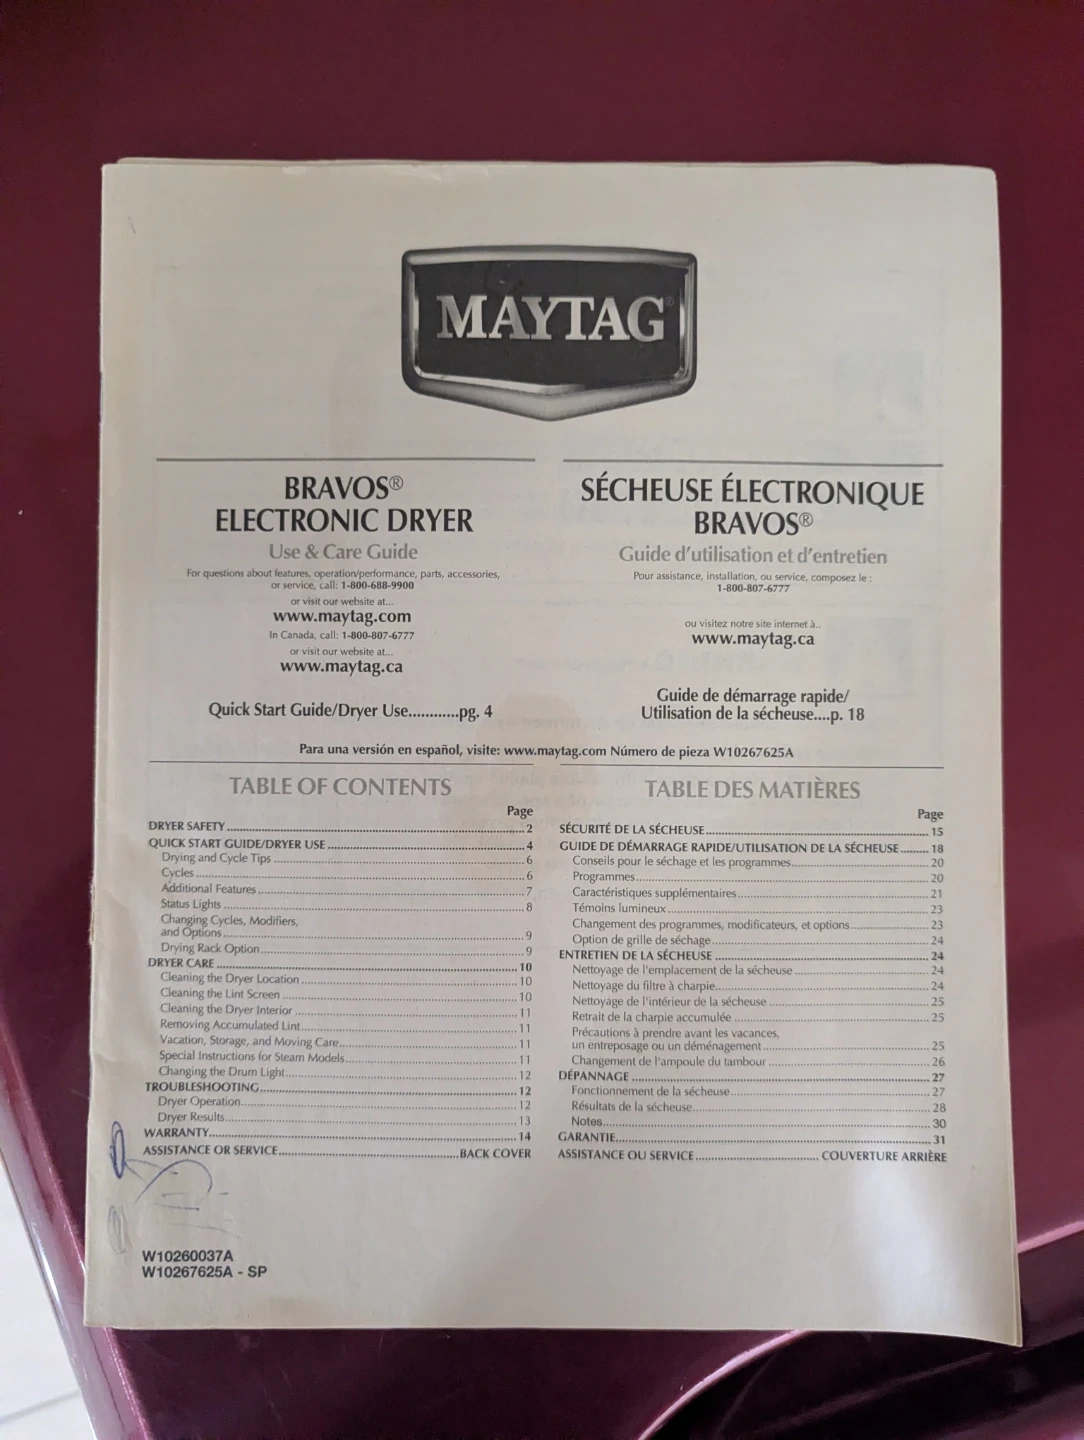 MAYTAG®
BRAVOS®
ELECTRONIC DRYER
Use & Care Guide
For questions about features, operation/performance, parts, accessories,
or service, call: 1-800-688-9900
or visit our website at...
www.maytag.com
In Canada, call: 1-800-807-6777
or visit our website at...
www.maytag.ca
Quick Start Guide/Dryer Use............pg. 4
SÉCHEUSE ÉLECTRONIQUE
BRAVOS®
Guide d'utilisation et d'entretien
Pour assistance, installation, ou service, composez le :
1-800-807-6777
ou visitez notre site internet à..
www.maytag.ca
Guide de démarrage rapide/
Utilisation de la sécheuse....p. 18
Para una versión en español, visite: www.maytag.com Número de pieza W10267625A
TABLE OF CONTENTS
Page
DRYER SAFETY 2
QUICK START GUIDE/DRYER USE 4
Drying and Cycle Tips 6
Cycles 6
Additional Features 7
Status Lights 8
Changing Cycles, Modifiers,
and Options 9
Drying Rack Option 9
DRYER CARE 10
Cleaning the Dryer Location 10
Cleaning the Lint Screen 10
Cleaning the Dryer Interior 11
Removing Accumulated Lint 11
Vacation, Storage, and Moving Care 11
Special Instructions for Steam Models 11
Changing the Drum Light 12
TROUBLESHOOTING 12
Dryer Operation 12
Dryer Results 13
WARRANTY 14
ASSISTANCE OR SERVICE BACK COVER
TABLE DES MATIÈRES
Page
SÉCURITÉ DE LA SÉCHEUSE 15
GUIDE DE DÉMARRAGE RAPIDE/UTILISATION DE LA SÉCHEUSE 18
Conseils pour le séchage et les programmes 20
Programmes 20
Caractéristiques supplémentaires 21
Témoins lumineux 23
Changement des programmes, modificateurs, et options 23
Option de grille de séchage 24
ENTRETIEN DE LA SÉCHEUSE 24
Nettoyage de l'emplacement de la sécheuse 24
Nettoyage du filtre à charpie 24
Nettoyage de l'intérieur de la sécheuse 25
Retrait de la charpie accumulée 25
Précautions à prendre avant les vacances,
un entreposage ou un déménagement 25
Changement de l'ampoule du tambour 26
DÉPANNAGE 27
Fonctionnement de la sécheuse 27
Résultats de la sécheuse 28
Notes 30
GARANTIE 31
ASSISTANCE OU SERVICE COUVERTURE ARRIÈRE
W10260037A
W10267625A - SP